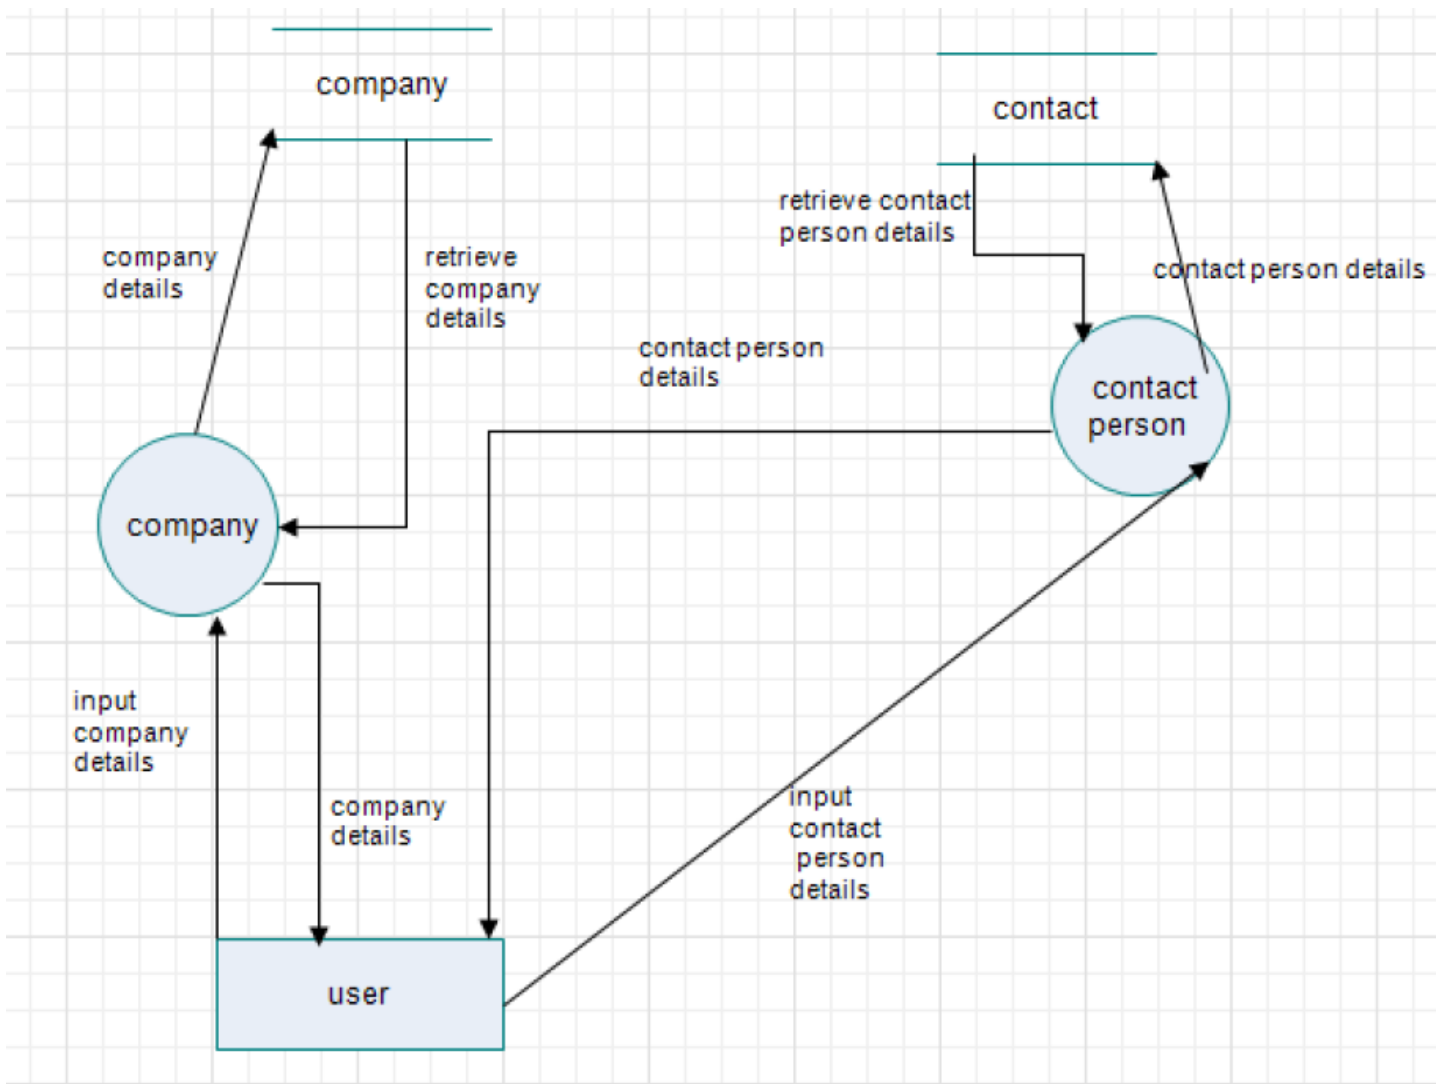 company
contact
retrieve contact
person details
company
details
retrieve
company
details
contact person details
contact person
details
contact
person
company
input
company
details
company
details
input
contact
person
details
user